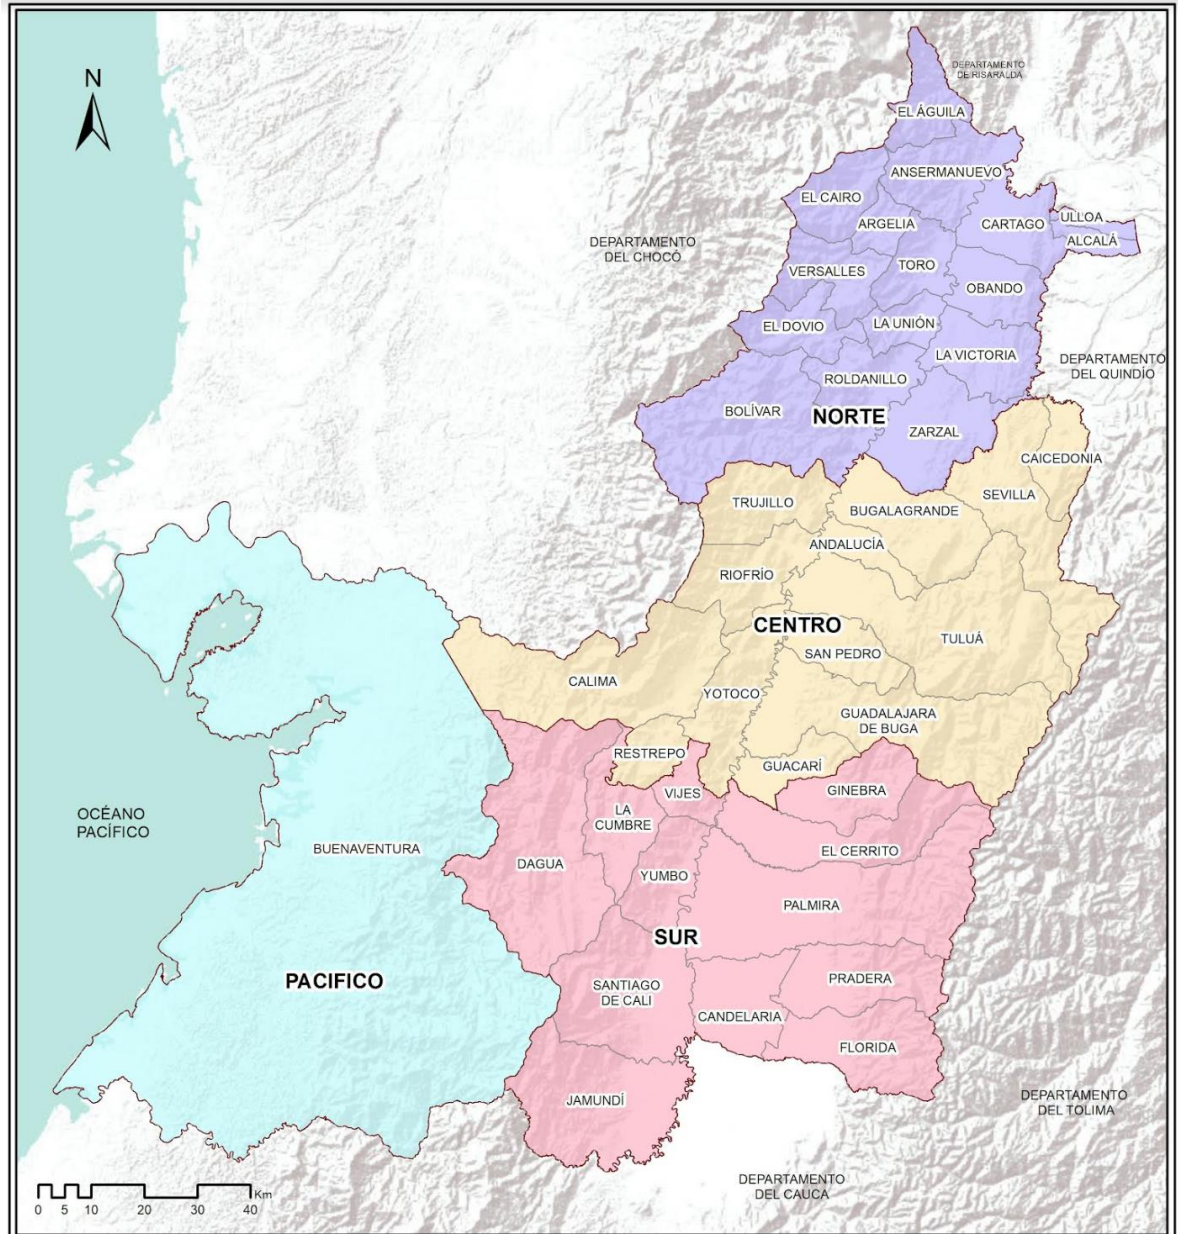 N
DEPARTAMENTO
DE RISARALDA
EL ÁGUILA
ANSERMANUEVO
EL CAIRO
ARGELIA
CARTAGO
ULLOA
ALCALÁ
DEPARTAMENTO
DEL CHOCÓ
VERSALLES
TORO
OBANDO
EL DOVIO
LA UNIÓN
LA VICTORIA
DEPARTAMENTO
DEL QUINDÍO
ROLDANILLO
BOLÍVAR
NORTE
ZARZAL
CAICEDONIA
SEVILLA
TRUJILLO
BUGALAGRANDE
ANDALUCÍA
RIOFRÍO
CENTRO
TULUÁ
SAN PEDRO
CALIMA
YOTOCO
GUADALAJARA
DE BUGA
RESTREPO
GUACARÍ
GINEBRA
VIJES
LA
CUMBRE
OCÉANO
PACÍFICO
BUENAVENTURA
DAGUA
EL CERRITO
YUMBO
PALMIRA
SUR
PACIFICO
SANTIAGO
DE CALI
PRADERA
CANDELARIA
FLORIDA
JAMUNDÍ
DEPARTAMENTO
DEL TOLIMA
DEPARTAMENTO
DEL CAUCA
Km
0 5 10 20 30 40